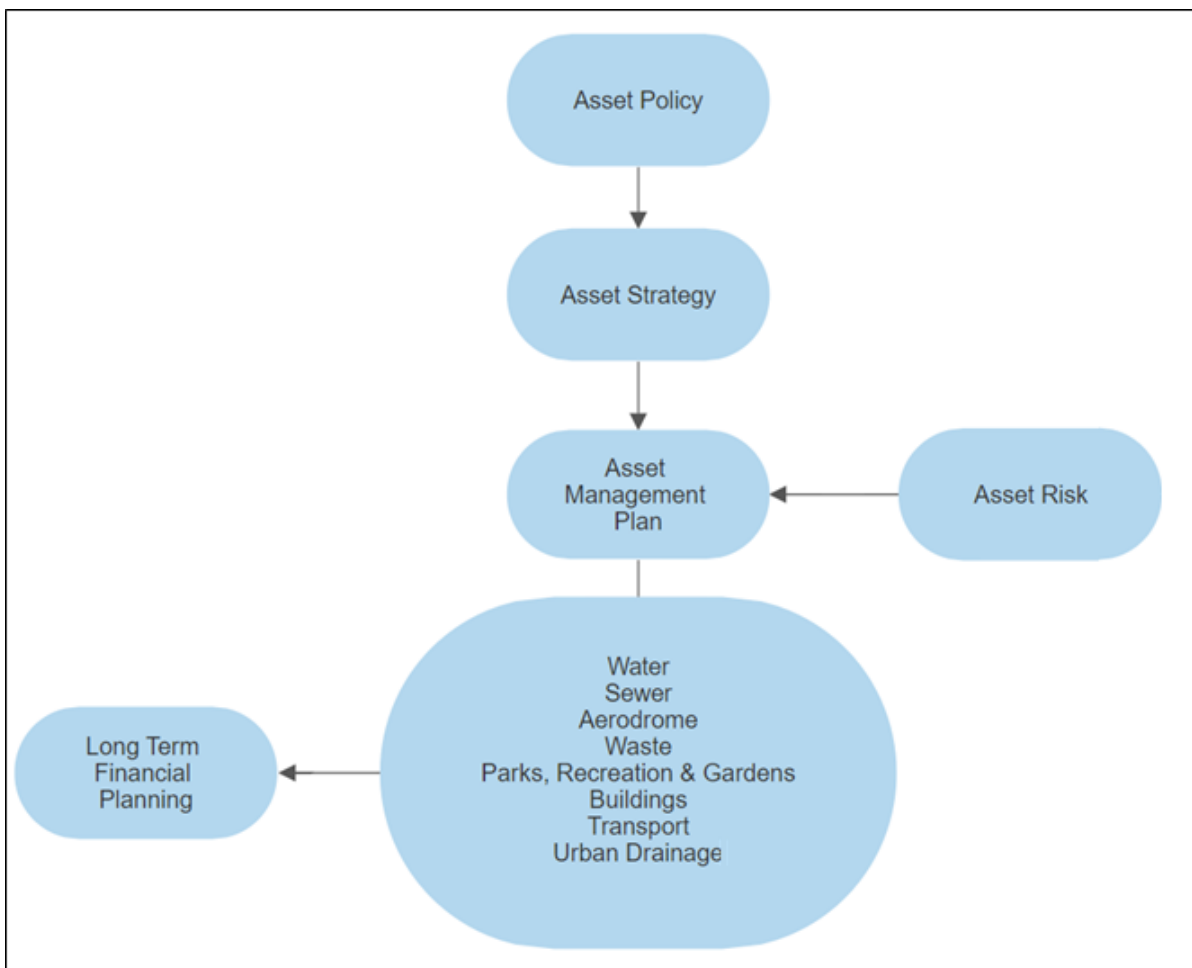 Asset Policy
Asset Strategy
Asset
Management
Plan
Asset Risk
Water
Sewer
Aerodrome
Waste
Parks, Recreation & Gardens
Buildings
Transport
Urban Drainage
Long Term
Financial
Planning